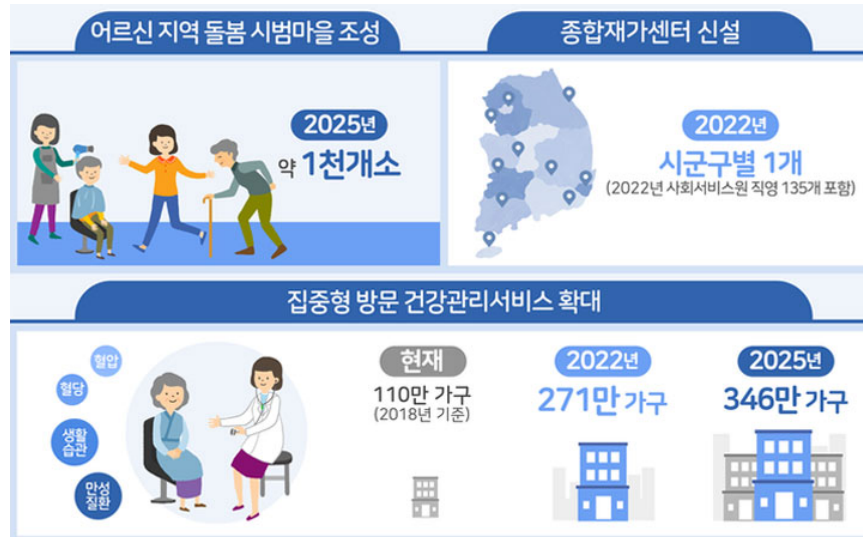 어르신 지역 돌봄 시범마을 조성
2025년
약 1천개소
종합재가센터 신설
2022년
시군구별 1개
(2022년 사회서비스원 직영 135개 포함)
집중형 방문 건강관리서비스 확대
혈압
혈당
생활
습관
만성
질환
현재
110만 가구
(2018년 기준)
2022년
271만 가구
2025년
346만 가구